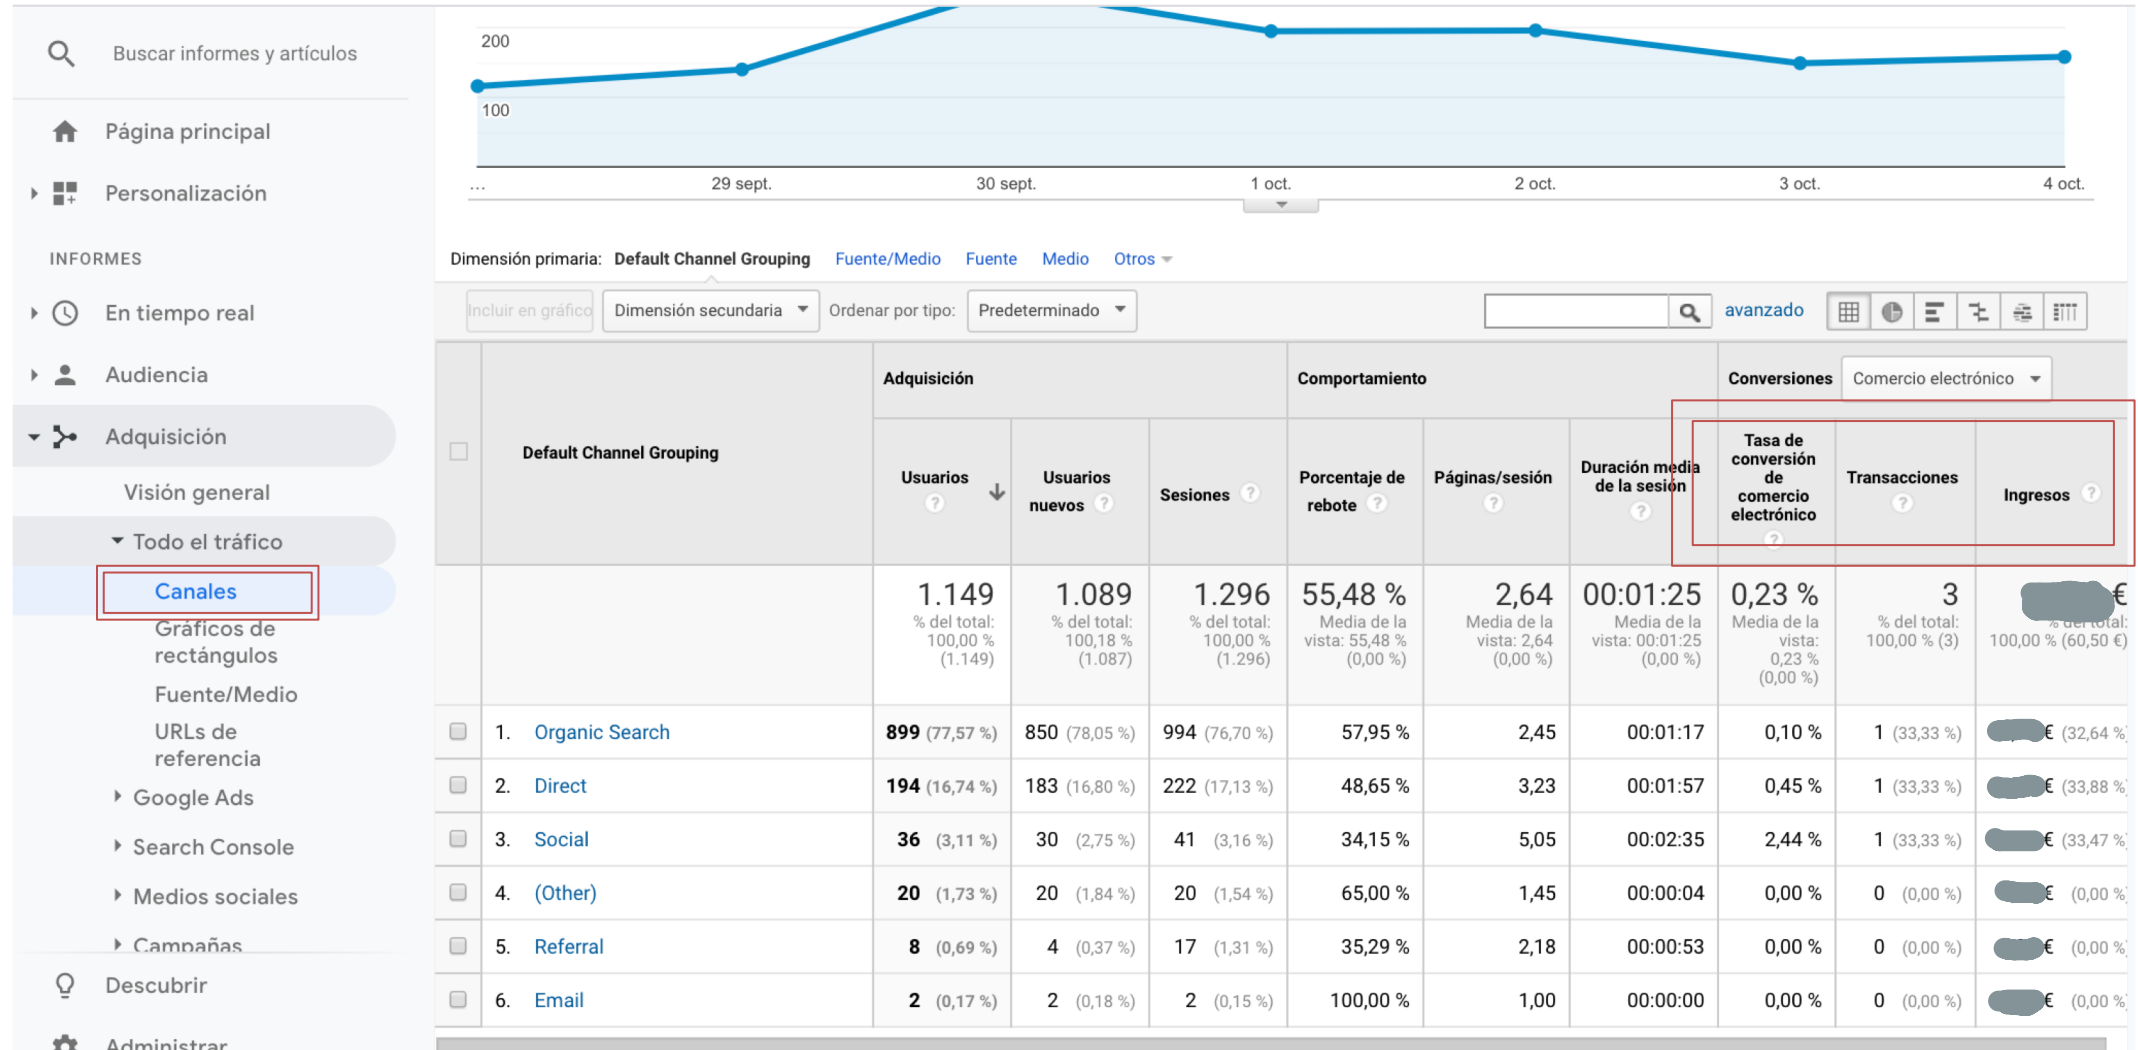 Buscar informes y artículos
Página principal
Personalización
INFORMES
En tiempo real
Audiencia
Adquisición
Visión general
Todo el tráfico
Canales
Gráficos de
rectángulos
Fuente/Medio
URLs de
referencia
Google Ads
Search Console
Medios sociales
Campañas
Descubrir
Administrar
200
100
... 29 sept. 30 sept. 1 oct. 2 oct. 3 oct. 4 oct.
Dimensión primaria: Default Channel Grouping Fuente/Medio Fuente Medio Otros
Incluir en gráfico Dimensión secundaria Ordenar por tipo: Predeterminado avanzado
Adquisición Comportamiento Conversiones Comercio electrónico
Default Channel Grouping
Usuarios
?
Usuarios
nuevos ?
Sesiones ?
Porcentaje de
rebote ?
Páginas/sesión
?
Duración media
de la sesión
?
Tasa de
conversión
de
comercio
electrónico
?
Transacciones
?
Ingresos ?
1.149
% del total:
100,00 %
(1.149)
1.089
% del total:
100,18 %
(1.087)
1.296
% del total:
100,00 %
(1.296)
55,48 %
Media de la
vista: 55,48 %
(0,00 %)
2,64
Media de la
vista: 2,64
(0,00 %)
00:01:25
Media de la
vista: 00:01:25
(0,00 %)
0,23 %
Media de la
vista:
0,23 %
(0,00 %)
3
% del total:
100,00 % (3)
€
% del total:
100,00 % (60,50 €)
1. Organic Search 899 (77,57 %) 850 (78,05 %) 994 (76,70 %) 57,95 % 2,45 00:01:17 0,10 % 1 (33,33 %) € (32,64 %
2. Direct 194 (16,74 %) 183 (16,80 %) 222 (17,13 %) 48,65 % 3,23 00:01:57 0,45 % 1 (33,33 %) € (33,88 %
3. Social 36 (3,11 %) 30 (2,75 %) 41 (3,16 %) 34,15 % 5,05 00:02:35 2,44 % 1 (33,33 %) € (33,47 %
4. (Other) 20 (1,73 %) 20 (1,84 %) 20 (1,54 %) 65,00 % 1,45 00:00:04 0,00 % 0 (0,00 %) € (0,00 %
5. Referral 8 (0,69 %) 4 (0,37 %) 17 (1,31 %) 35,29 % 2,18 00:00:53 0,00 % 0 (0,00 %) € (0,00 %
6. Email 2 (0,17 %) 2 (0,18 %) 2 (0,15 %) 100,00 % 1,00 00:00:00 0,00 % 0 (0,00 %) € (0,00 %